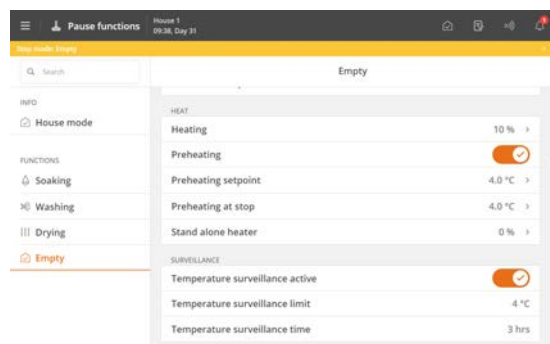 Pause functions
House 1
09:38, Day 31
Stop mode: Empty
Search
Empty
INFO
House mode
FUNCTIONS
Soaking
Washing
Drying
Empty
HEAT
Heating 10 %
Preheating
Preheating setpoint 4.0 °C
Preheating at stop 4.0 °C
Stand alone heater 0 %
SURVEILLANCE
Temperature surveillance active
Temperature surveillance limit 4 °C
Temperature surveillance time 3 hrs